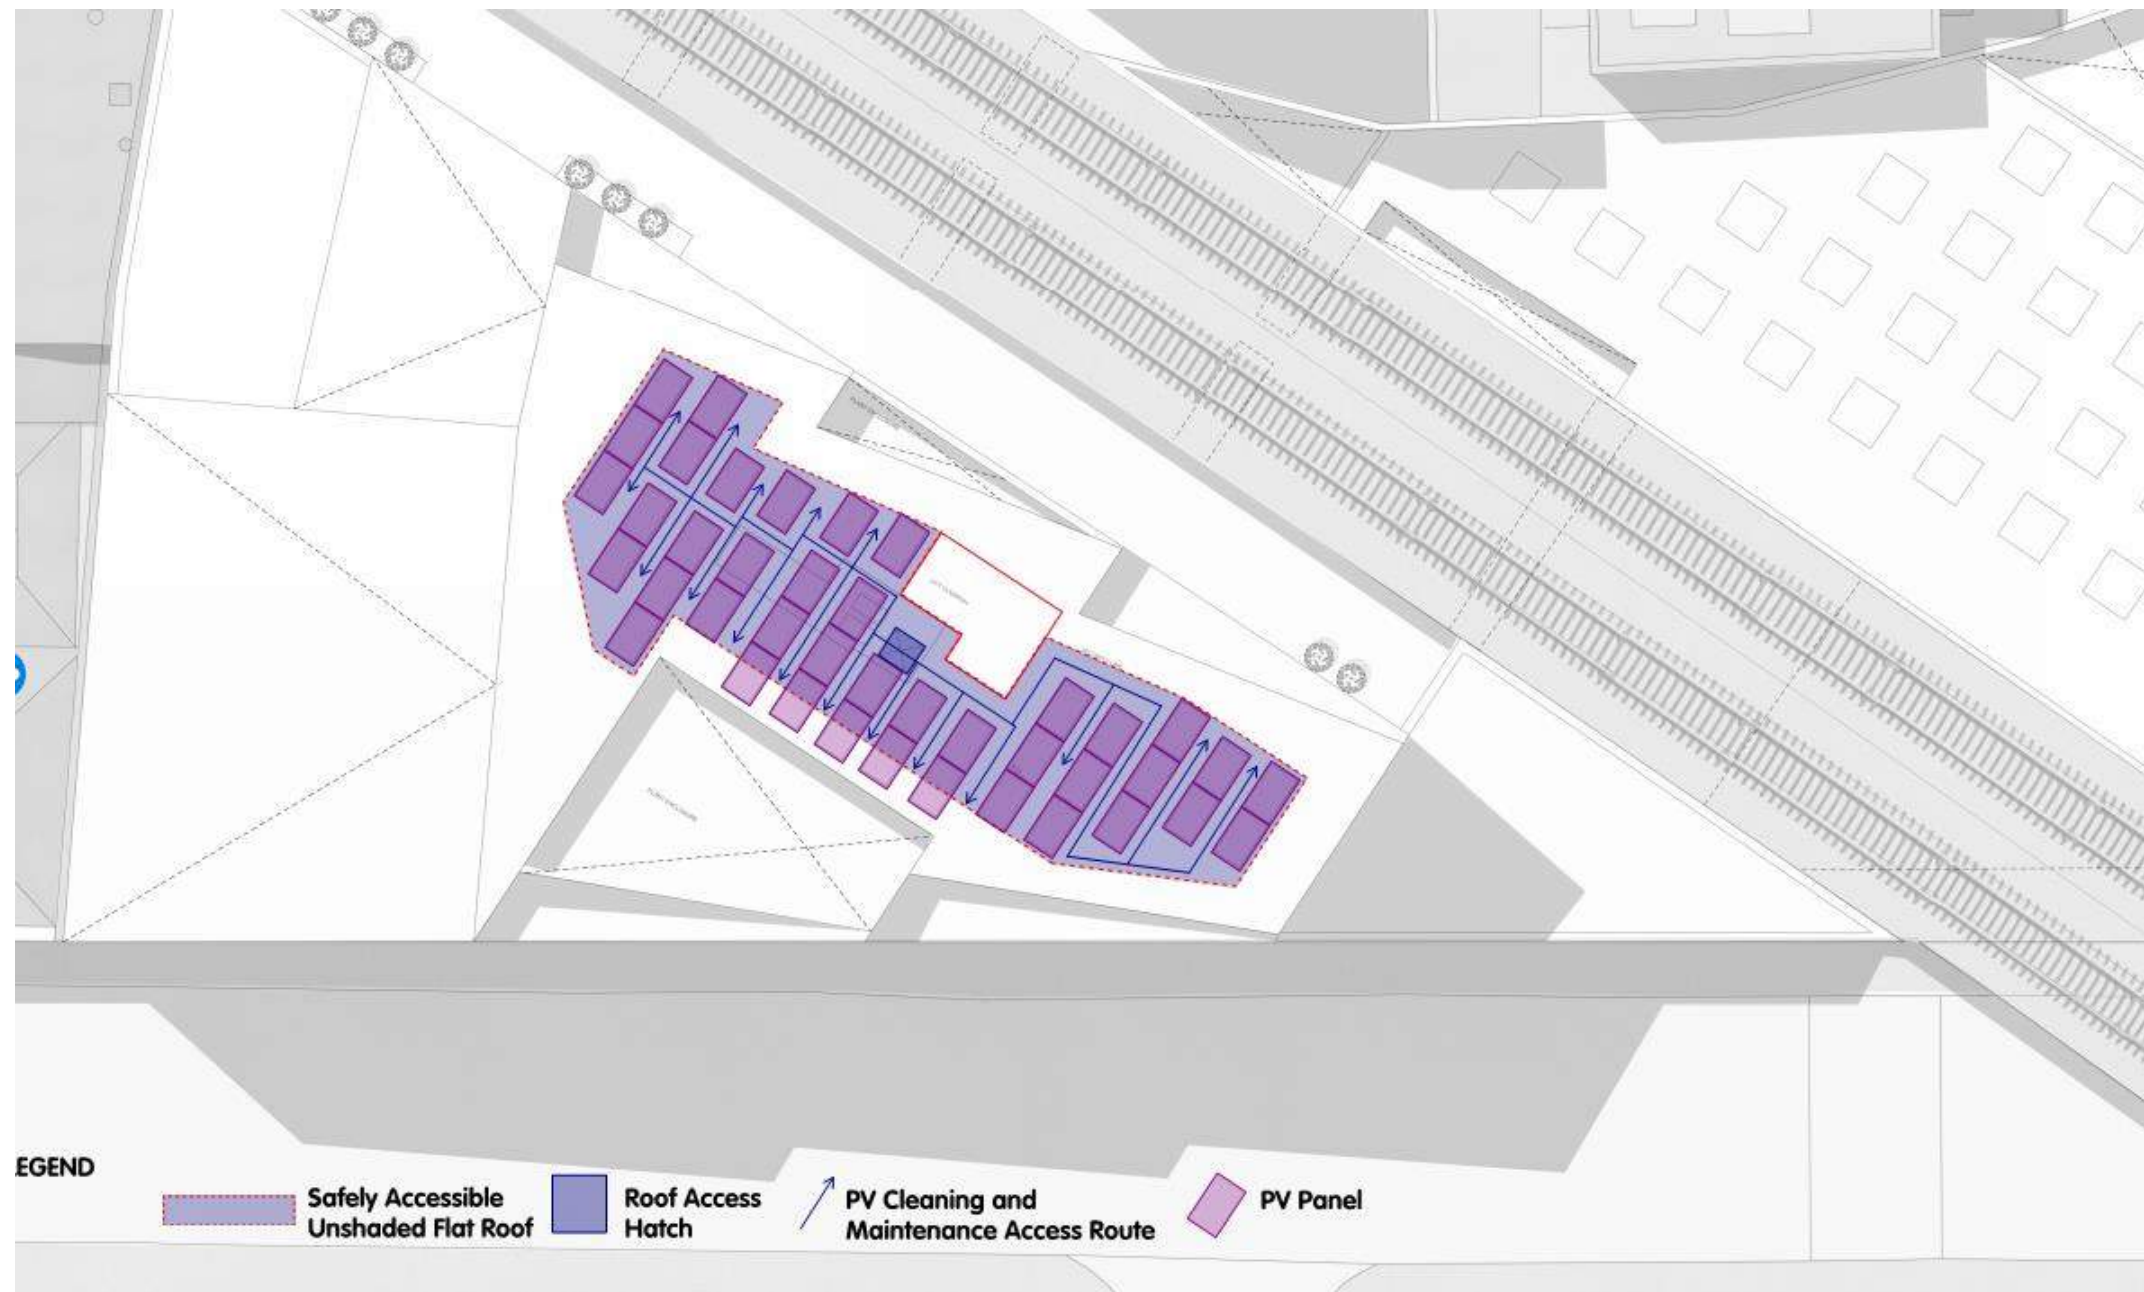 EGEND
Safely Accessible
Unshaded Flat Roof
Roof Access
Hatch
PV Cleaning and
Maintenance Access Route
PV Panel